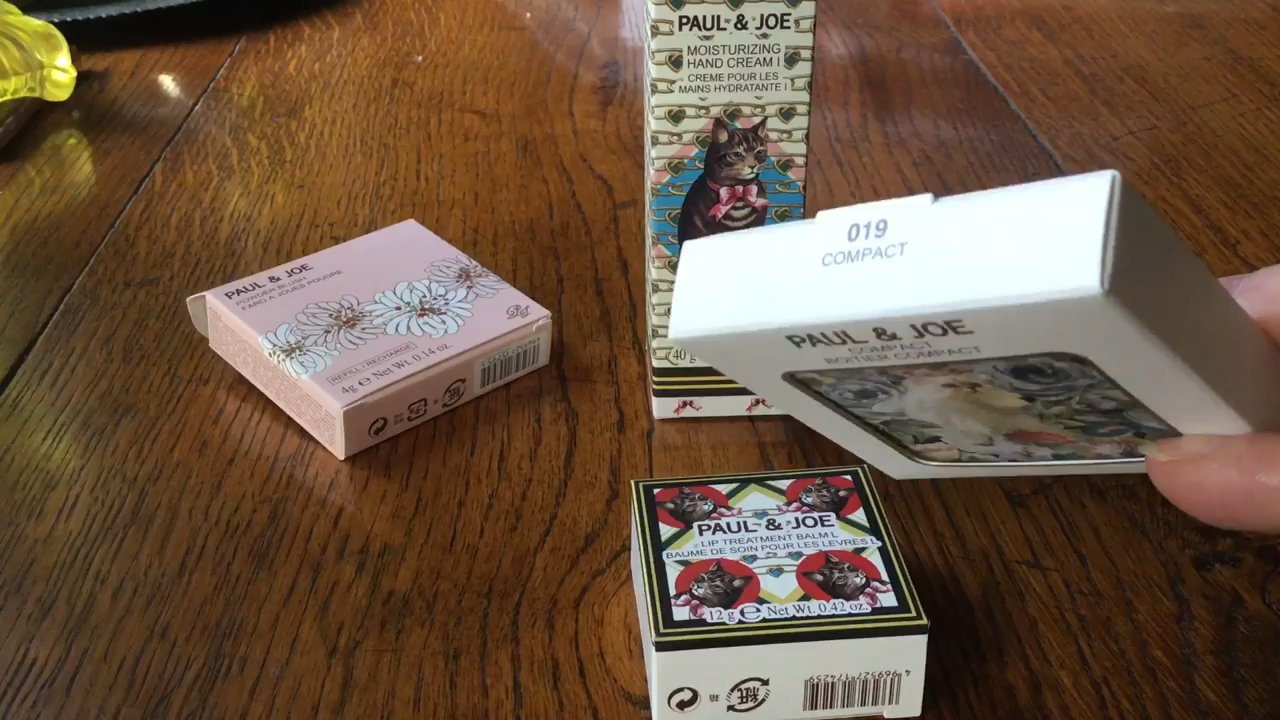 PAUL & JOE
MOISTURIZING
HAND CREAM I
CREME POUR LES
MAINS HYDRATANTE I
40 g
019
COMPACT
PAUL & JOE
COMPACT
BOITIER COMPACT
PAUL & JOE
POWDER BLUSH
FARD A JOUES POUDRE
REFILL / RECHARGE
4g e Net Wt. 0.14 oz.
PAUL & JOE
LIP TREATMENT BALM L
BAUME DE SOIN POUR LES LEVRES L
12 g e Net Wt. 0.42 oz.
紙
4969527174259